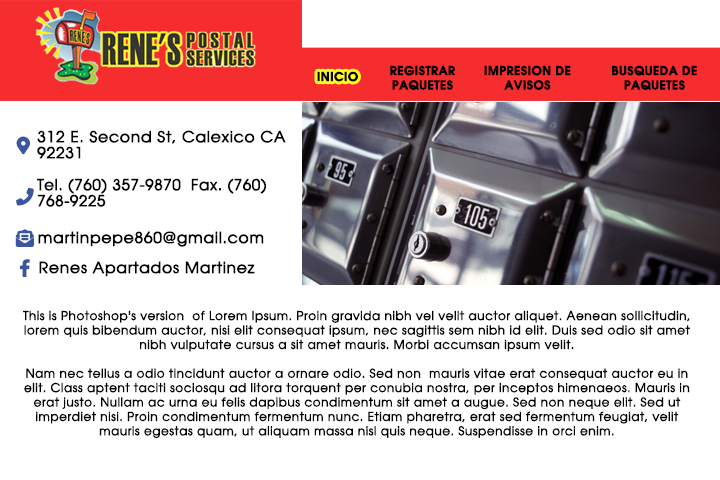 RENE'S
RENE'S POSTAL
SERVICES
INICIO
REGISTRAR
PAQUETES
IMPRESION DE
AVISOS
BUSQUEDA DE
PAQUETES
312 E. Second St, Calexico CA
92231
Tel. (760) 357-9870  Fax. (760)
768-9225
martinpepe860@gmail.com
Renes Apartados Martinez
95
105
115
This is Photoshop's version  of Lorem Ipsum. Proin gravida nibh vel velit auctor aliquet. Aenean sollicitudin,
lorem quis bibendum auctor, nisi elit consequat ipsum, nec sagittis sem nibh id elit. Duis sed odio sit amet
nibh vulputate cursus a sit amet mauris. Morbi accumsan ipsum velit.
Nam nec tellus a odio tincidunt auctor a ornare odio. Sed non  mauris vitae erat consequat auctor eu in
elit. Class aptent taciti sociosqu ad litora torquent per conubia nostra, per inceptos himenaeos. Mauris in
erat justo. Nullam ac urna eu felis dapibus condimentum sit amet a augue. Sed non neque elit. Sed ut
imperdiet nisi. Proin condimentum fermentum nunc. Etiam pharetra, erat sed fermentum feugiat, velit
mauris egestas quam, ut aliquam massa nisl quis neque. Suspendisse in orci enim.